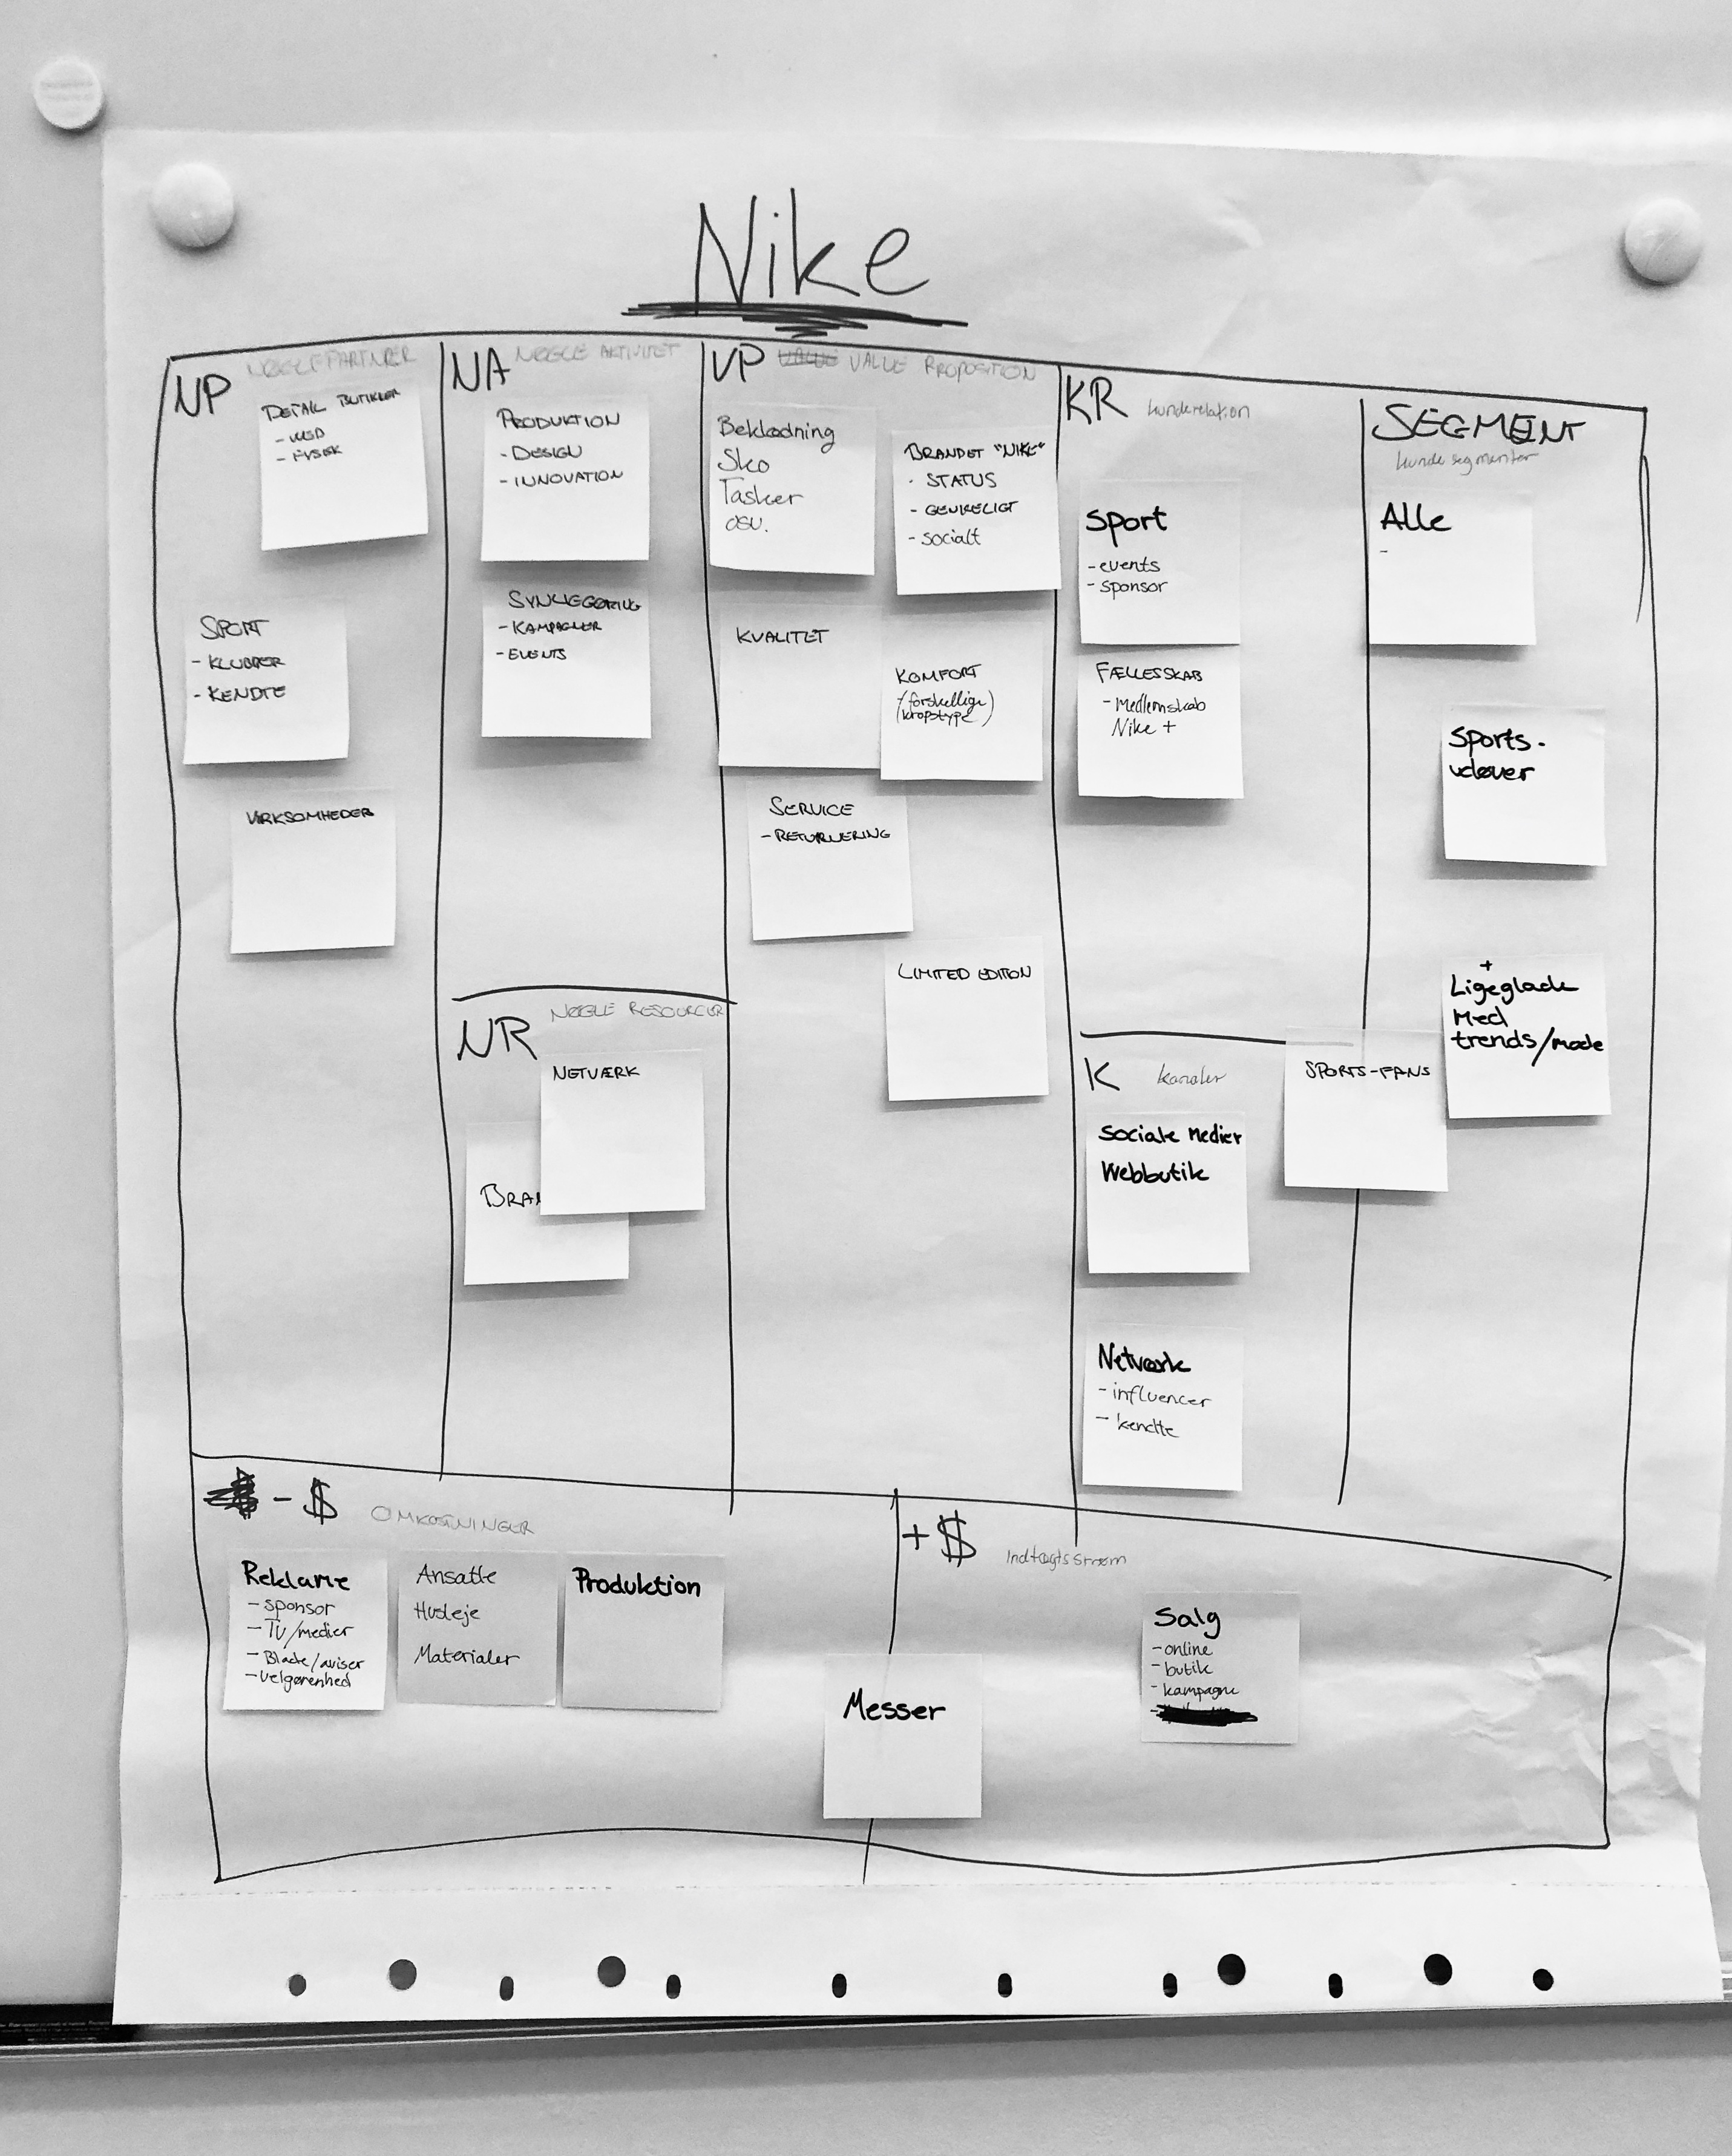 Nike
NP NØGLEPARTNER
DETAIL BUTIKKER
- WEB
- FYSISK
SPORT
- KLUBBER
- KENDTE
VIRKSOMHEDER
NA NØGLE AKTIVITET
PRODUKTION
- DESIGN
- INNOVATION
SYNLIGGØRING
- KAMPAGNER
- EVENTS
NR NØGLE RESOURCER
NETVÆRK
BRAN
VP VALUE PROPOSITION
Beklædning
Sko
Tasker
OSV.
BRANDET "NIKE"
- STATUS
- GENKELIGT
- socialt
KVALITET
KOMFORT
- (forskellige)
(kropstype)
SERVICE
- RETURNERING
LIMITED EDITION
KR kunderelation
Sport
- events
- sponsor
FÆLLESSKAB
- Medlemskab
Nike +
K kanaler
Sociale Medier
Webbutik
Netværk
- influencer
- kendte
SEGMENT
kunde segmenter
Alle
-
Sports-
udøver
+
Ligeglade
Med
trends/mode
SPORTS-FANS
- $ OMKOSTNINGER
Reklame
- sponsor
- TV/medier
- Blade/aviser
- velgørenhed
Ansatte
Husleje
Materialer
Produktion
Messer
+ $ Indtægtsstrøm
Salg
- online
- butik
- kampagne